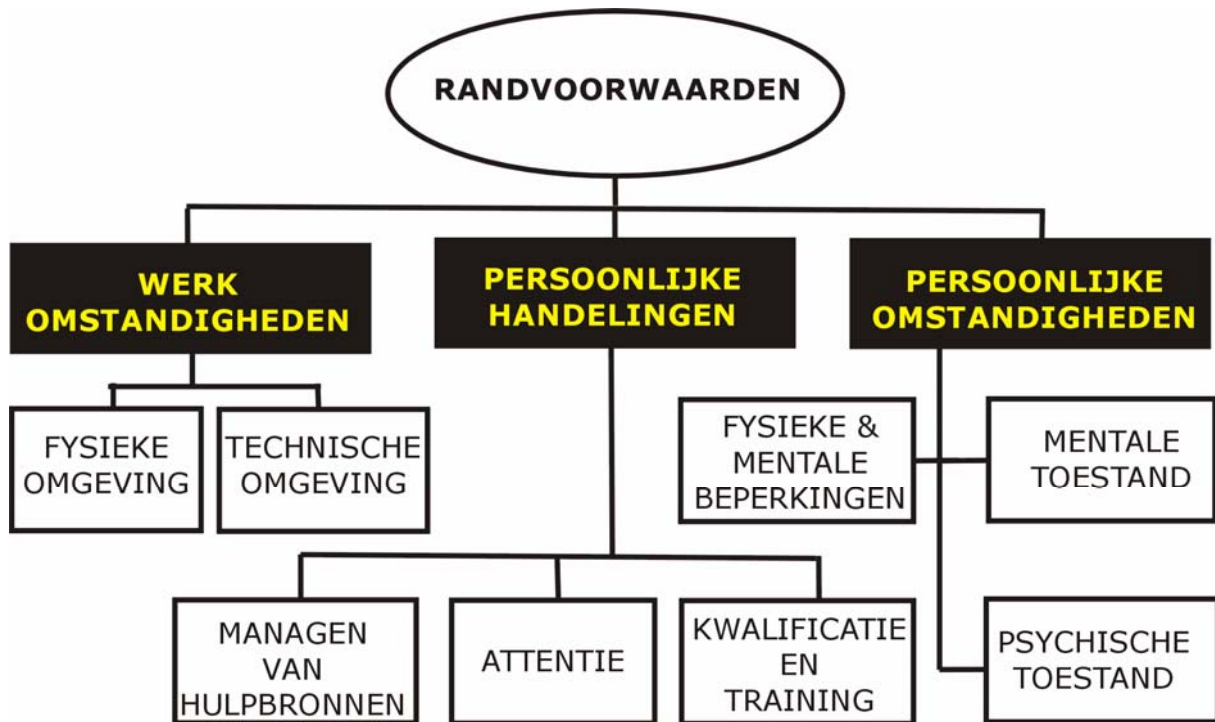 RANDVOORWAARDEN
WERK
OMSTANDIGHEDEN
PERSOONLIJKE
HANDELINGEN
PERSOONLIJKE
OMSTANDIGHEDEN
FYSIEKE
OMGEVING
TECHNISCHE
OMGEVING
FYSIEKE &
MENTALE
BEPERKINGEN
MENTALE
TOESTAND
MANAGEN
VAN
HULPBRONNEN
ATTENTIE
KWALIFICATIE
EN
TRAINING
PSYCHISCHE
TOESTAND